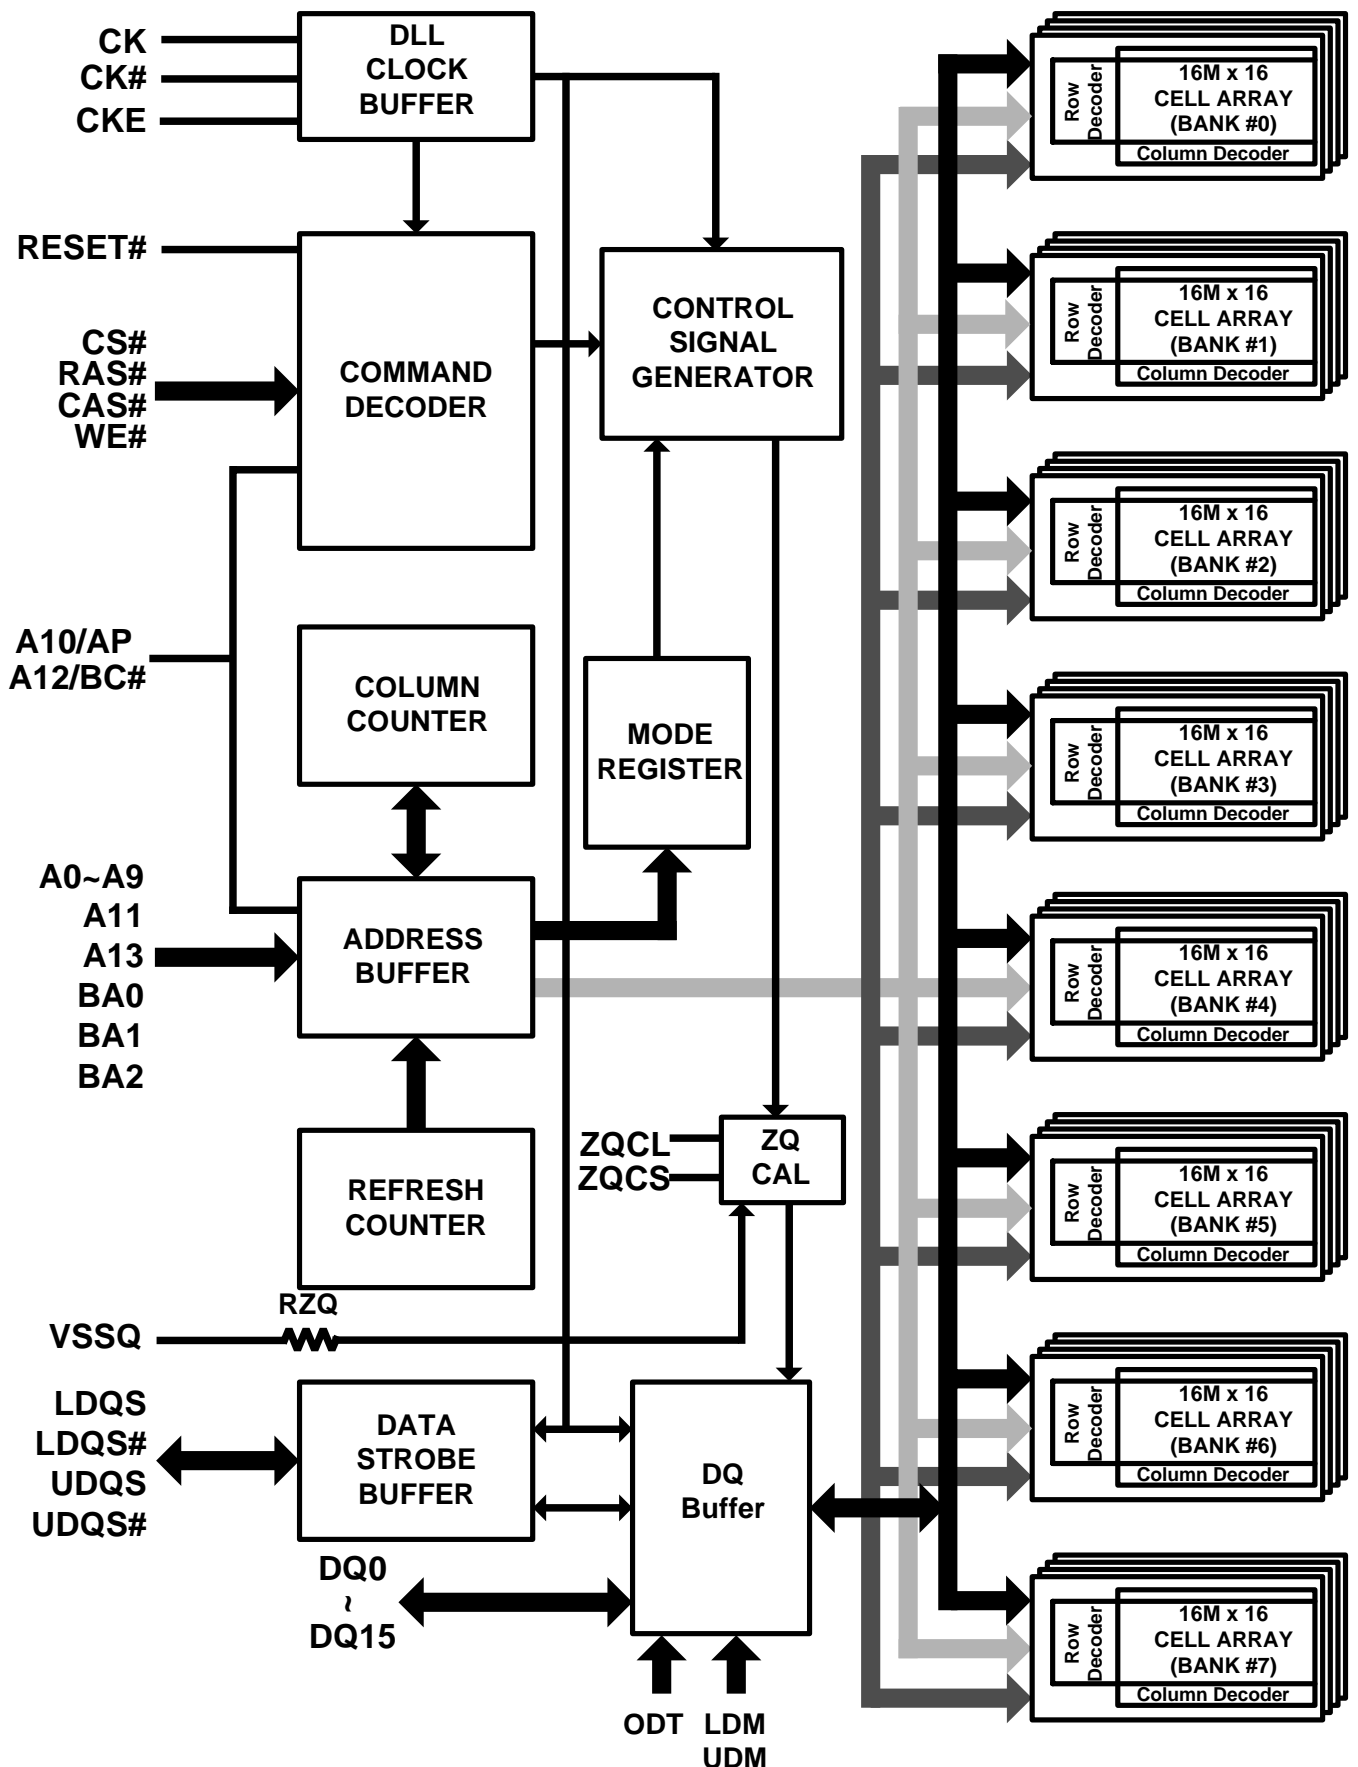 CK
CK#
CKE
DLL
CLOCK
BUFFER
RESET#
CS#
RAS#
CAS#
WE#
COMMAND
DECODER
CONTROL
SIGNAL
GENERATOR
A10/AP
A12/BC#
COLUMN
COUNTER
MODE
REGISTER
A0~A9
A11
A13
BA0
BA1
BA2
ADDRESS
BUFFER
REFRESH
COUNTER
ZQCL
ZQCS
ZQ
CAL
RZQ
VSSQ
LDQS
LDQS#
UDQS
UDQS#
DATA
STROBE
BUFFER
DQ
Buffer
DQ0
~
DQ15
ODT
LDM
UDM
Row
Decoder
16M x 16
CELL ARRAY
(BANK #0)
Column Decoder
Row
Decoder
16M x 16
CELL ARRAY
(BANK #1)
Column Decoder
Row
Decoder
16M x 16
CELL ARRAY
(BANK #2)
Column Decoder
Row
Decoder
16M x 16
CELL ARRAY
(BANK #3)
Column Decoder
Row
Decoder
16M x 16
CELL ARRAY
(BANK #4)
Column Decoder
Row
Decoder
16M x 16
CELL ARRAY
(BANK #5)
Column Decoder
Row
Decoder
16M x 16
CELL ARRAY
(BANK #6)
Column Decoder
Row
Decoder
16M x 16
CELL ARRAY
(BANK #7)
Column Decoder